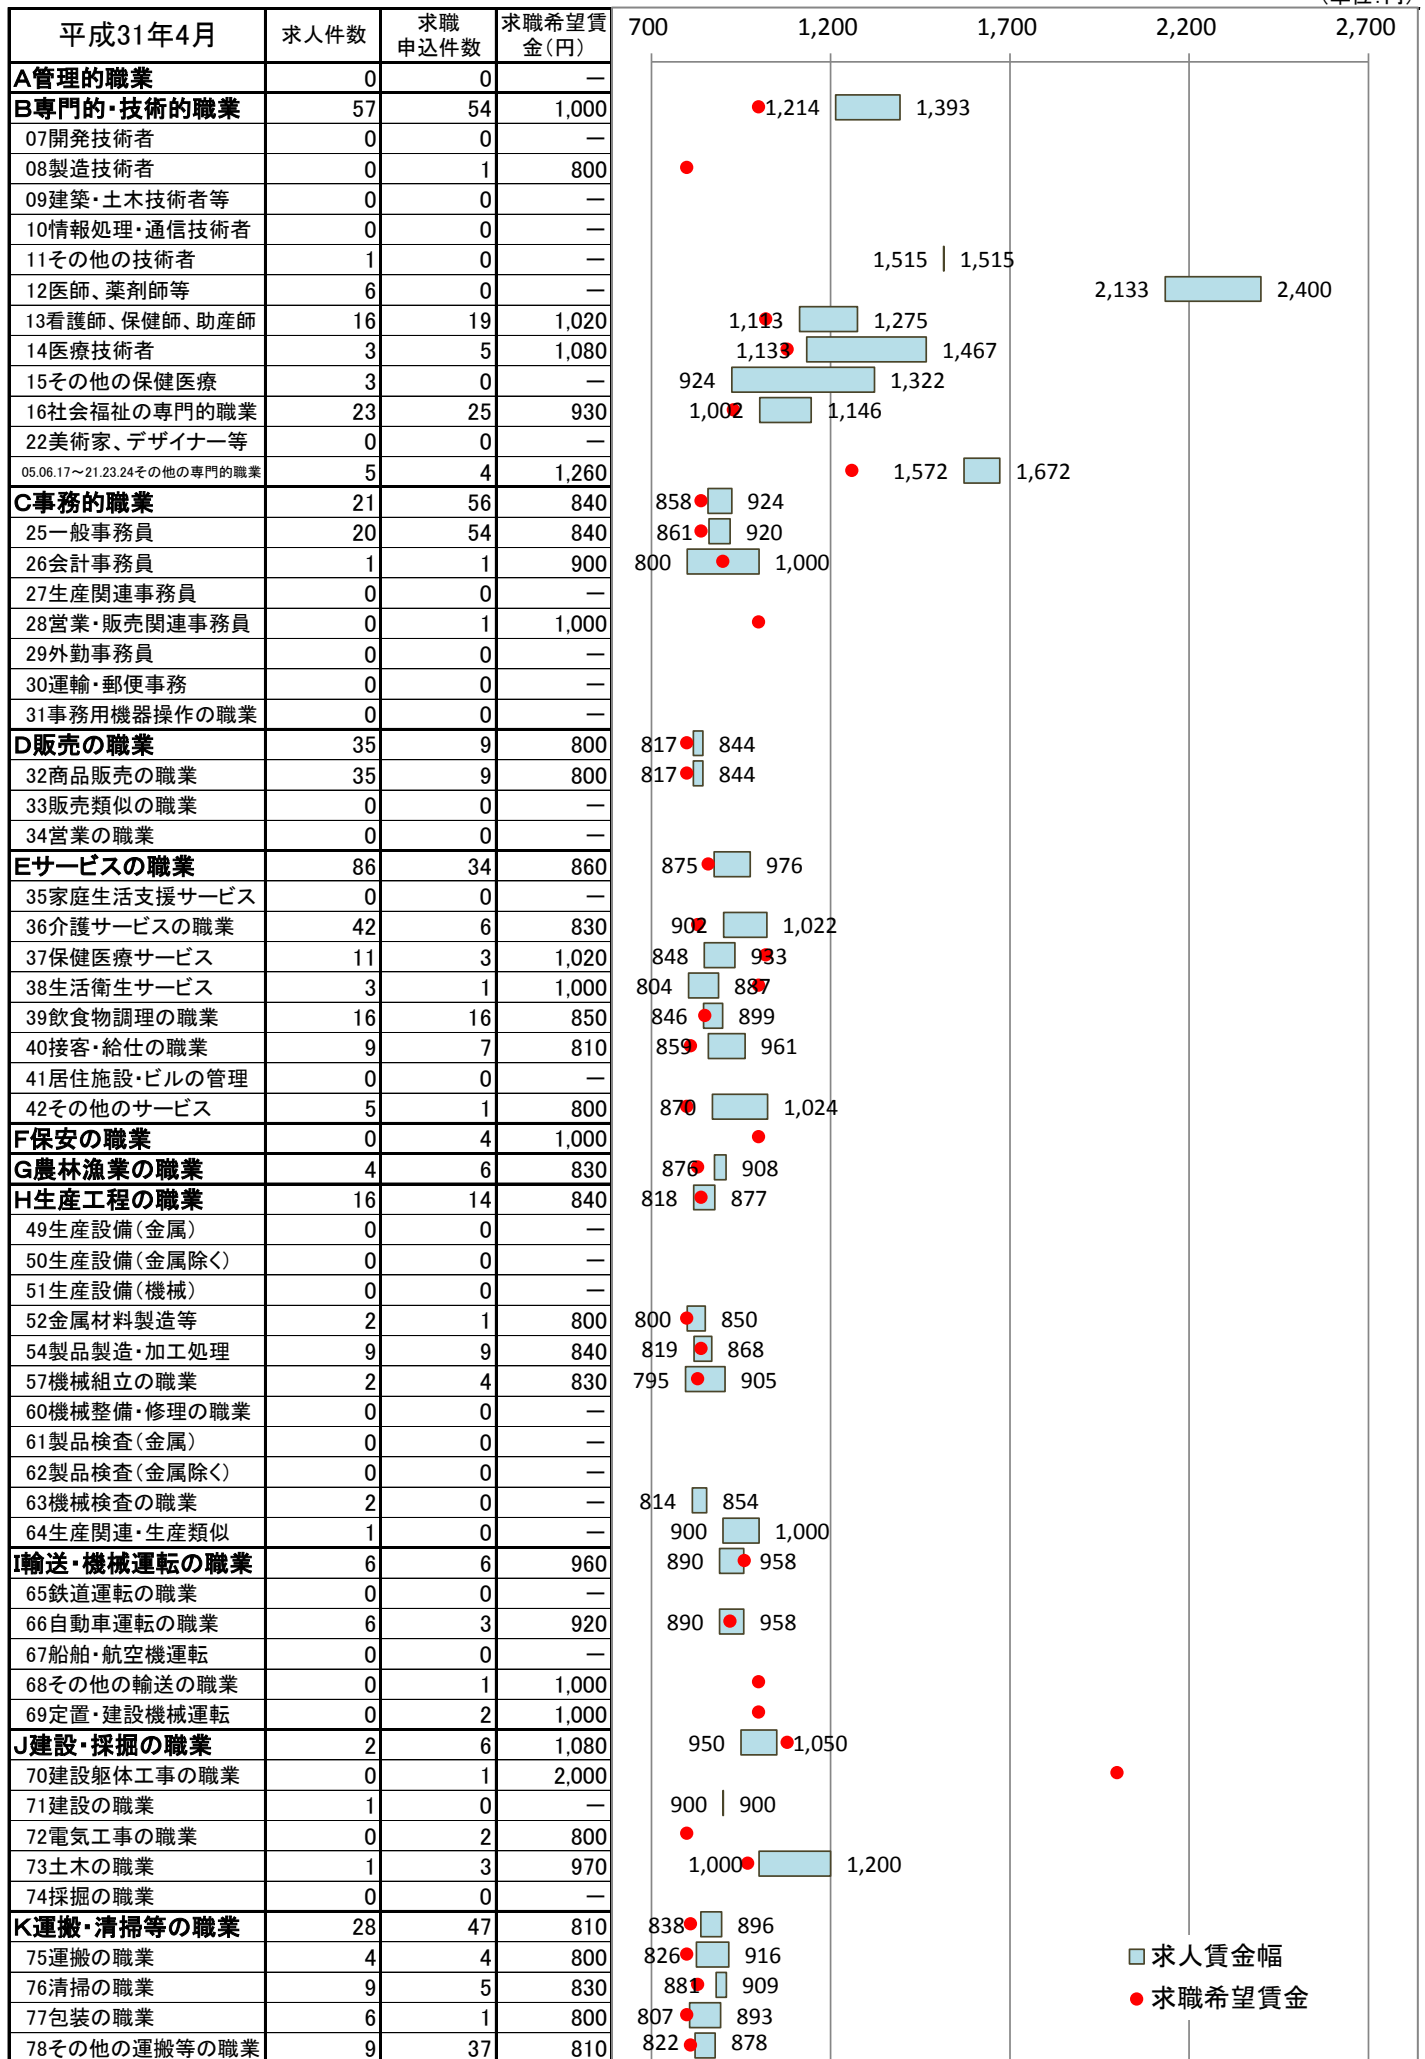 (単位:円)
平成31年4月 求人件数 求職申込件数 求職希望賃金(円) 700 1,200 1,700 2,200 2,700
A管理的職業 0 0 －
B専門的・技術的職業 57 54 1,000 1,214 1,393
07開発技術者 0 0 －
08製造技術者 0 1 800
09建築・土木技術者等 0 0 －
10情報処理・通信技術者 0 0 －
11その他の技術者 1 0 － 1,515 1,515
12医師、薬剤師等 6 0 － 2,133 2,400
13看護師、保健師、助産師 16 19 1,020 1,113 1,275
14医療技術者 3 5 1,080 1,133 1,467
15その他の保健医療 3 0 － 924 1,322
16社会福祉の専門的職業 23 25 930 1,002 1,146
22美術家、デザイナー等 0 0 －
05.06.17～21.23.24その他の専門的職業 5 4 1,260 1,572 1,672
C事務的職業 21 56 840 858 924
25一般事務員 20 54 840 861 920
26会計事務員 1 1 900 800 1,000
27生産関連事務員 0 0 －
28営業・販売関連事務員 0 1 1,000
29外勤事務員 0 0 －
30運輸・郵便事務 0 0 －
31事務用機器操作の職業 0 0 －
D販売の職業 35 9 800 817 844
32商品販売の職業 35 9 800 817 844
33販売類似の職業 0 0 －
34営業の職業 0 0 －
Eサービスの職業 86 34 860 875 976
35家庭生活支援サービス 0 0 －
36介護サービスの職業 42 6 830 902 1,022
37保健医療サービス 11 3 1,020 848 933
38生活衛生サービス 3 1 1,000 804 887
39飲食物調理の職業 16 16 850 846 899
40接客・給仕の職業 9 7 810 859 961
41居住施設・ビルの管理 0 0 －
42その他のサービス 5 1 800 870 1,024
F保安の職業 0 4 1,000
G農林漁業の職業 4 6 830 876 908
H生産工程の職業 16 14 840 818 877
49生産設備(金属) 0 0 －
50生産設備(金属除く) 0 0 －
51生産設備(機械) 0 0 －
52金属材料製造等 2 1 800 800 850
54製品製造・加工処理 9 9 840 819 868
57機械組立の職業 2 4 830 795 905
60機械整備・修理の職業 0 0 －
61製品検査(金属) 0 0 －
62製品検査(金属除く) 0 0 －
63機械検査の職業 2 0 － 814 854
64生産関連・生産類似 1 0 － 900 1,000
I輸送・機械運転の職業 6 6 960 890 958
65鉄道運転の職業 0 0 －
66自動車運転の職業 6 3 920 890 958
67船舶・航空機運転 0 0 －
68その他の輸送の職業 0 1 1,000
69定置・建設機械運転 0 2 1,000
J建設・採掘の職業 2 6 1,080 950 1,050
70建設躯体工事の職業 0 1 2,000
71建設の職業 1 0 － 900 900
72電気工事の職業 0 2 800
73土木の職業 1 3 970 1,000 1,200
74採掘の職業 0 0 －
K運搬・清掃等の職業 28 47 810 838 896
75運搬の職業 4 4 800 826 916
76清掃の職業 9 5 830 881 909
77包装の職業 6 1 800 807 893
78その他の運搬等の職業 9 37 810 822 878
求人賃金幅
求職希望賃金